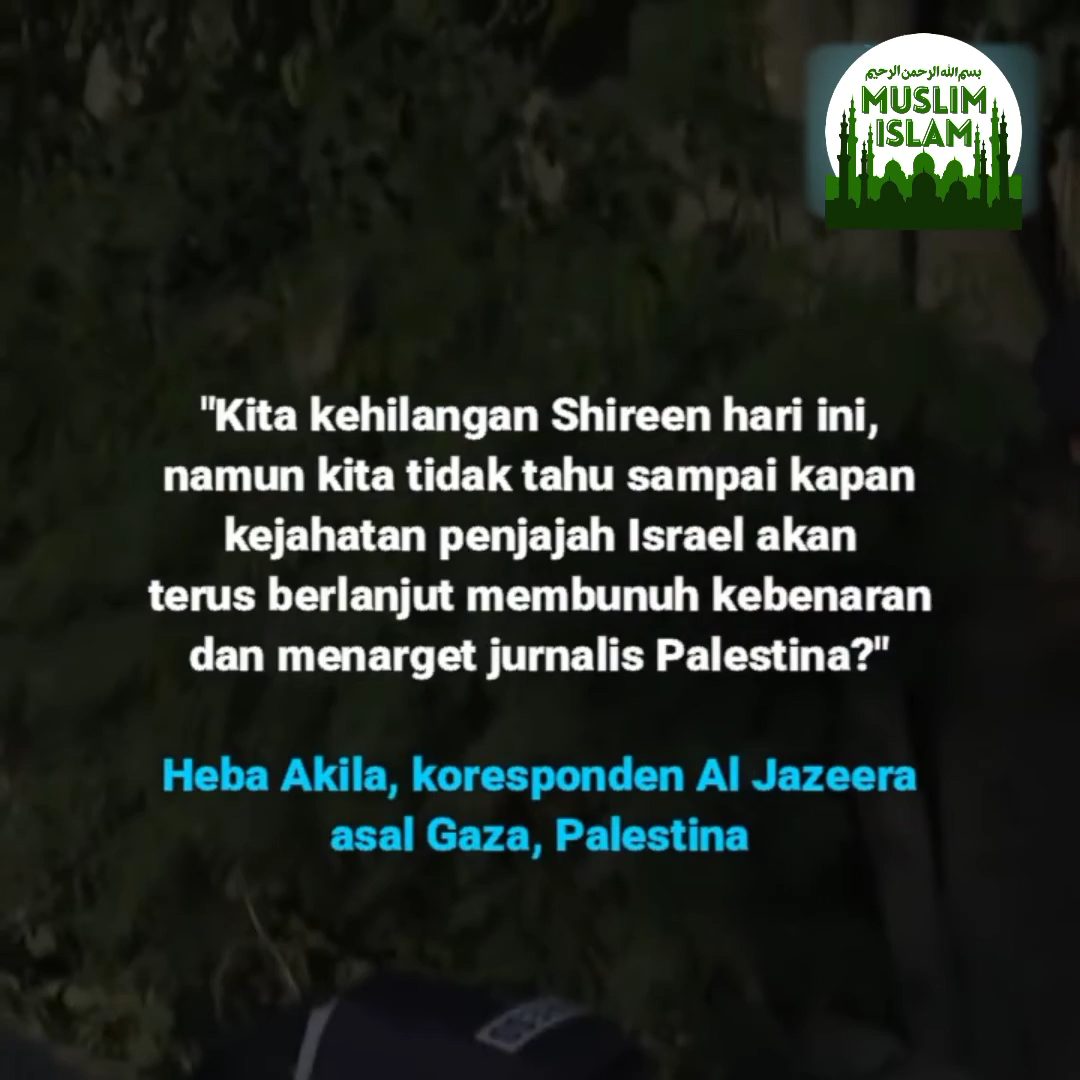 بسم الله الرحمن الرحيم
MUSLIM
ISLAM
"Kita kehilangan Shireen hari ini,
namun kita tidak tahu sampai kapan
kejahatan penjajah Israel akan
terus berlanjut membunuh kebenaran
dan menarget jurnalis Palestina?"
Heba Akila, koresponden Al Jazeera
asal Gaza, Palestina